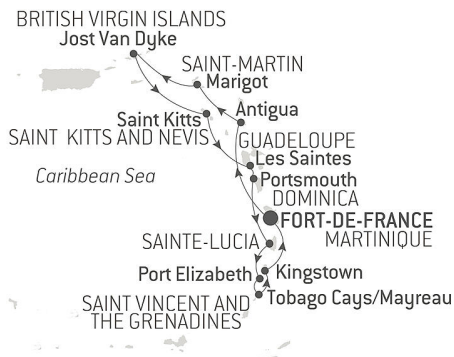 BRITISH VIRGIN ISLANDS
Jost Van Dyke
SAINT-MARTIN
Marigot
Antigua
Saint Kitts
SAINT KITTS AND NEVIS
GUADELOUPE
Les Saintes
Caribbean Sea
Portsmouth
DOMINICA
FORT-DE-FRANCE
MARTINIQUE
SAINTE-LUCIA
Port Elizabeth
Kingstown
Tobago Cays/Mayreau
SAINT VINCENT AND
THE GRENADINES